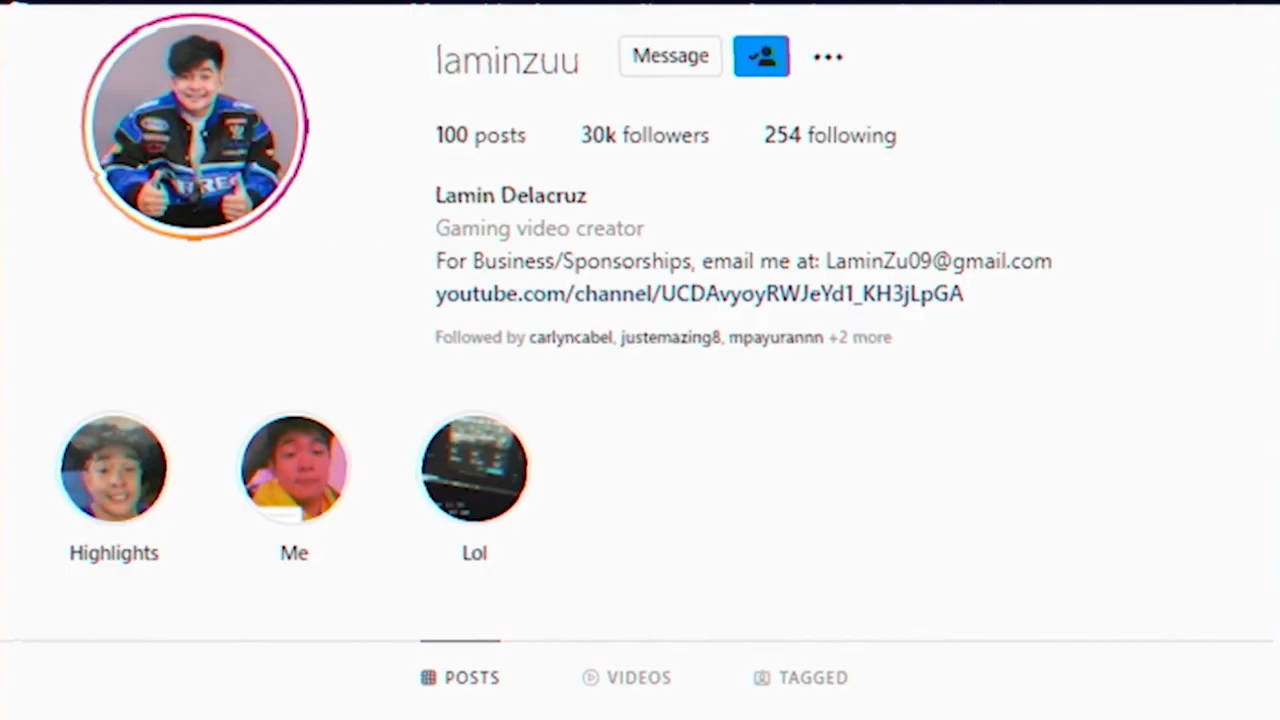 laminzuu Message
100 posts 30k followers 254 following
Lamin Delacruz
Gaming video creator
For Business/Sponsorships, email me at: LaminZu09@gmail.com
youtube.com/channel/UCDAvyoyRWJeYd1_KH3jLpGA
Followed by carlyncabel, justemazing8, mpayurannn +2 more
Highlights Me Lol
POSTS VIDEOS TAGGED